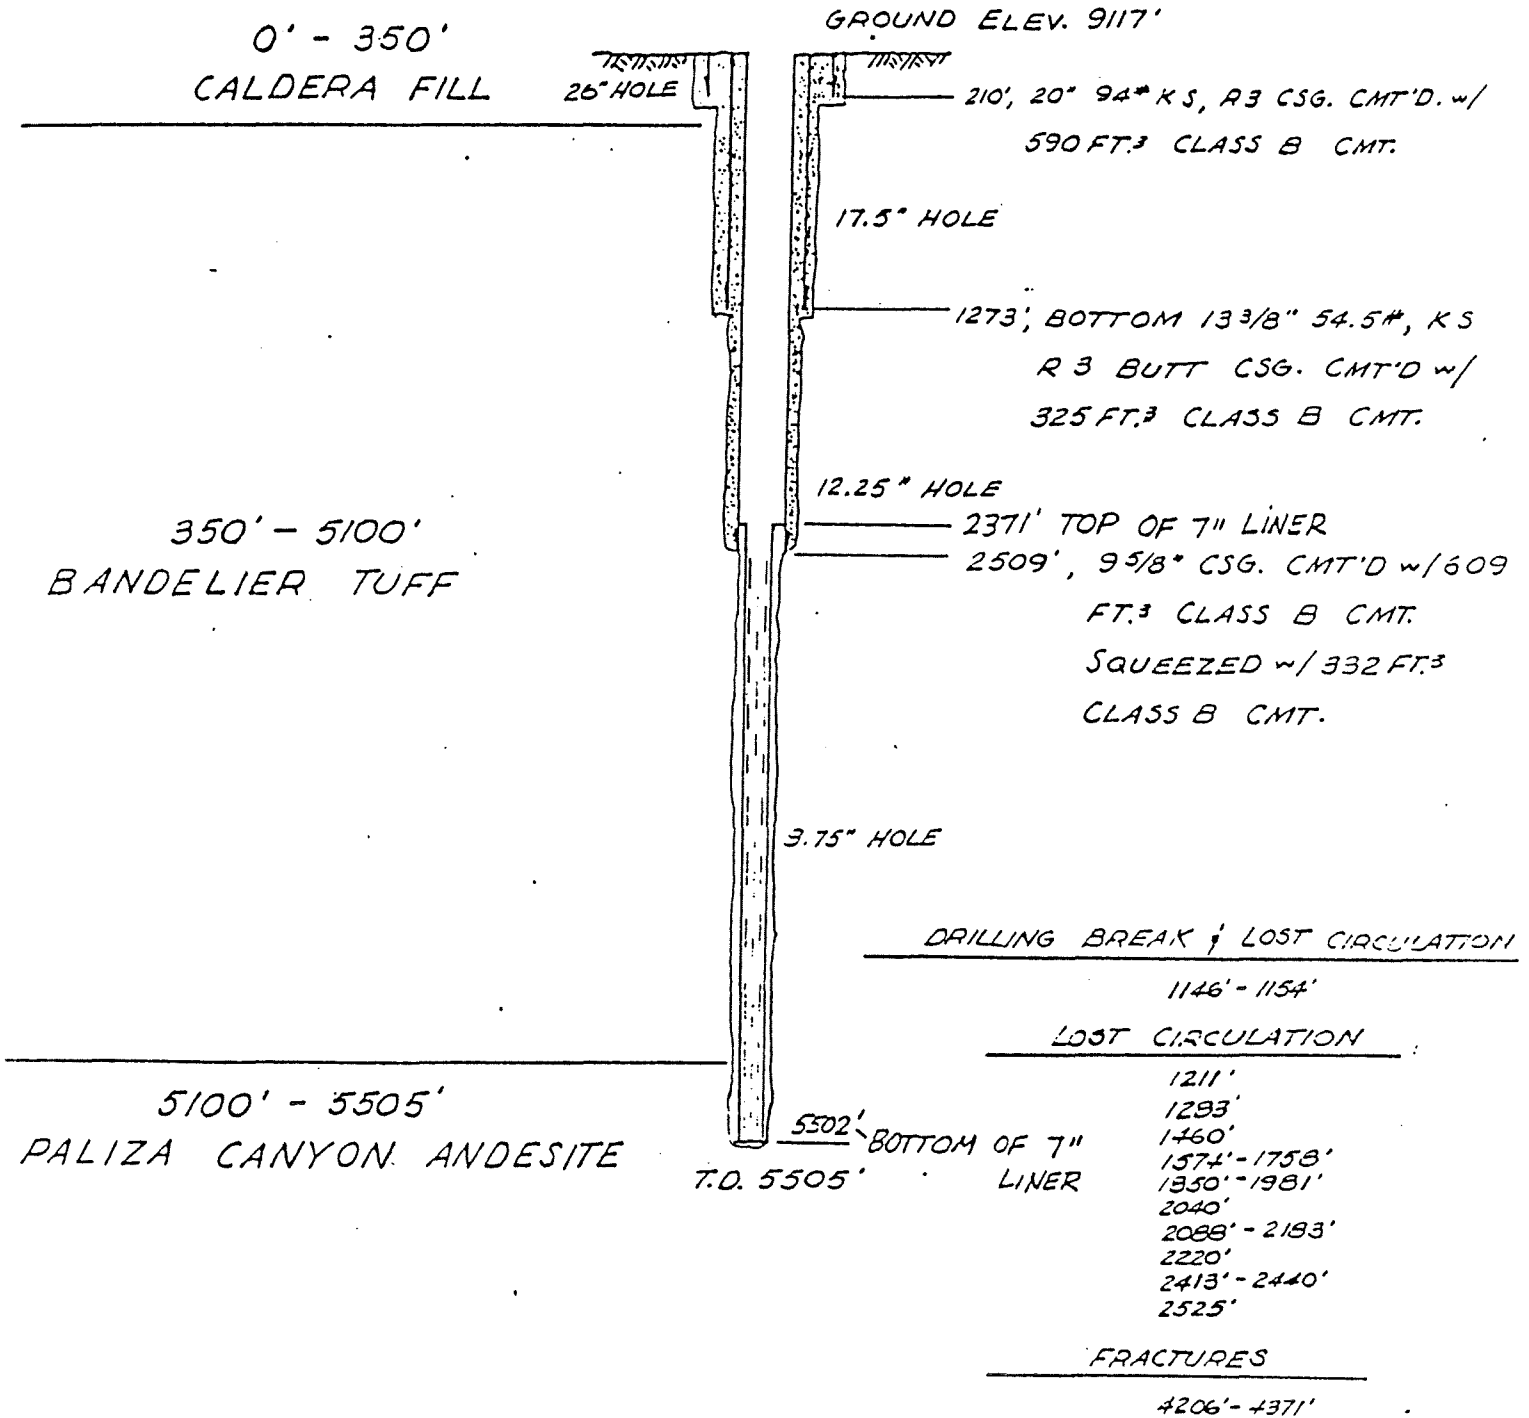 GROUND ELEV. 9117'
0' - 350'
CALDERA FILL
26" HOLE
210', 20" 94# K S, R3 CSG. CMT'D. w/
590 FT.³ CLASS B CMT.
17.5" HOLE
1273', BOTTOM 13 3/8" 54.5#, K S
R 3 BUTT CSG. CMT'D w/
325 FT.³ CLASS B CMT.
12.25" HOLE
2371' TOP OF 7" LINER
350' - 5100'
BANDELIER TUFF
2509', 9 5/8" CSG. CMT'D w/ 609
FT.³ CLASS B CMT.
SQUEEZED w/ 332 FT.³
CLASS B CMT.
HOLE
DRILLING BREAK & LOST CIRCULATION
1146' - 1154'
LOST CIRCULATION
1211'
1293'
1460'
1574' - 1758'
- 1981'
2040'
2088' - 2183'
2220'
2413' - 2440'
2525'
5100' - 5505'
PALIZA CANYON ANDESITE
5502' BOTTOM OF 7"
LINER
T.D. 5505'
FRACTURES
4206' - 4371'